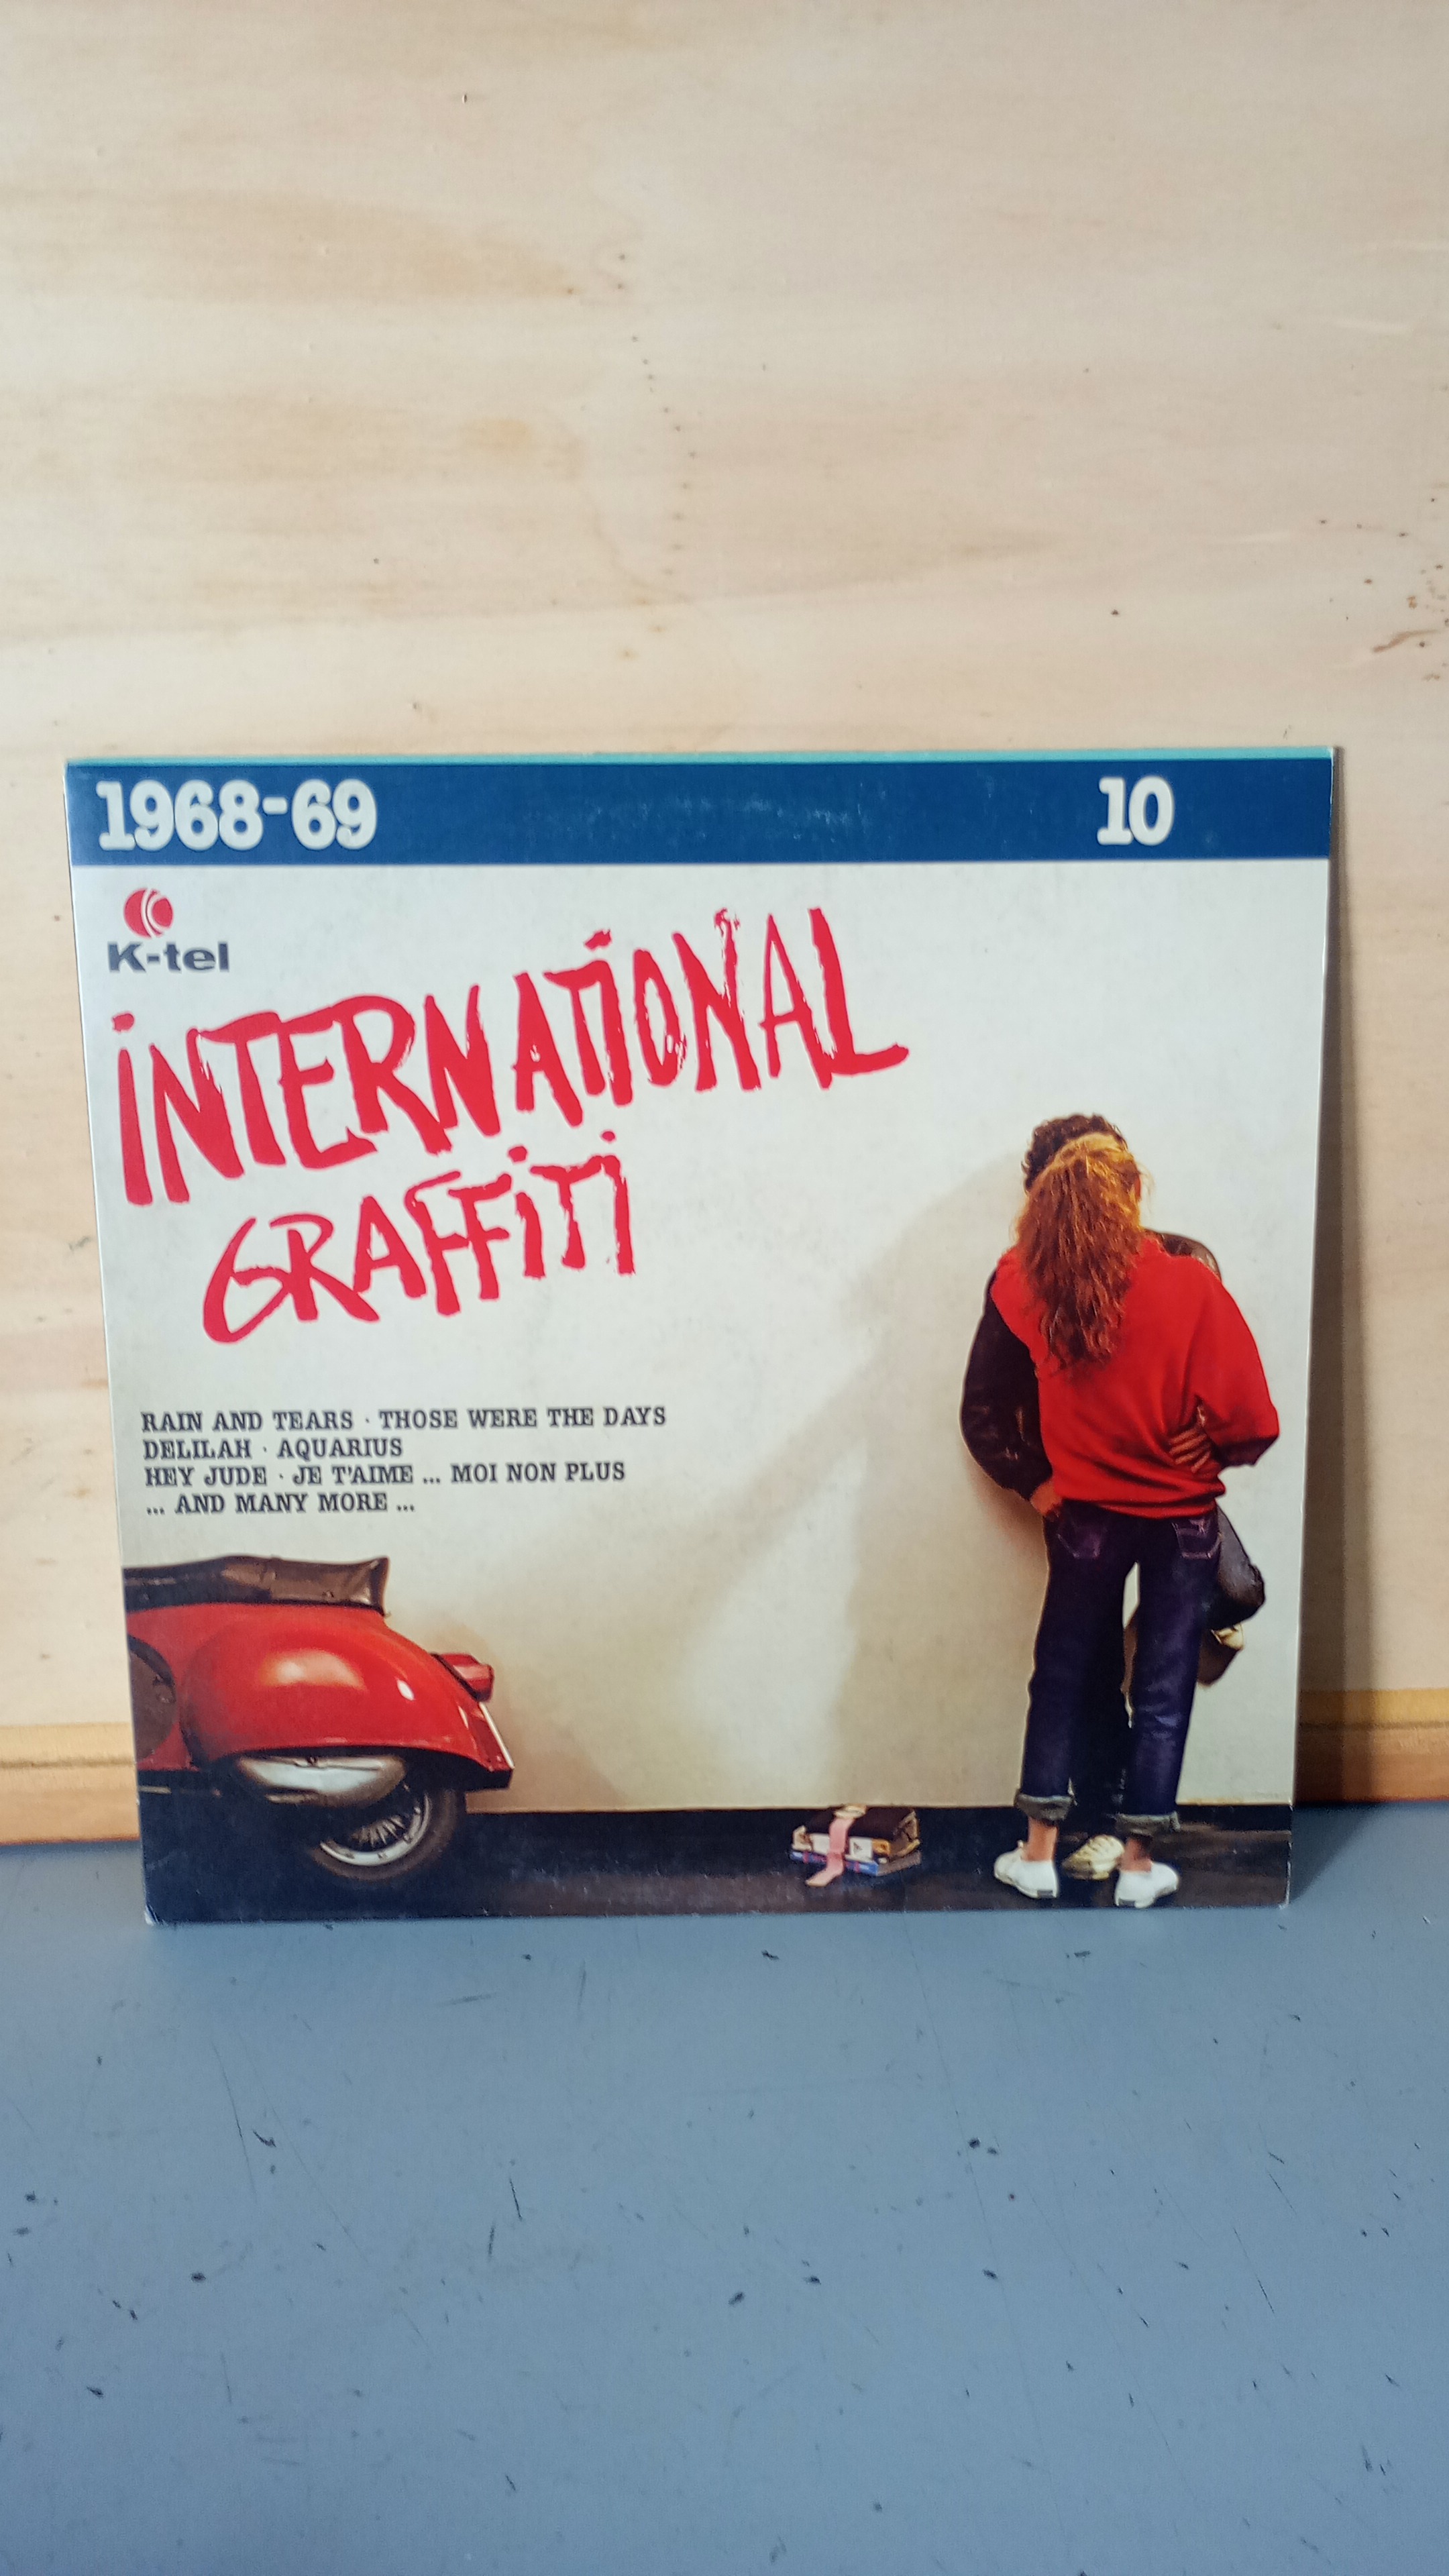 1968-69 10
K-tel
INTERNATIONAL
GRAFFITI
RAIN AND TEARS · THOSE WERE THE DAYS
DELILAH · AQUARIUS
HEY JUDE · JE T'AIME ... MOI NON PLUS
... AND MANY MORE ...